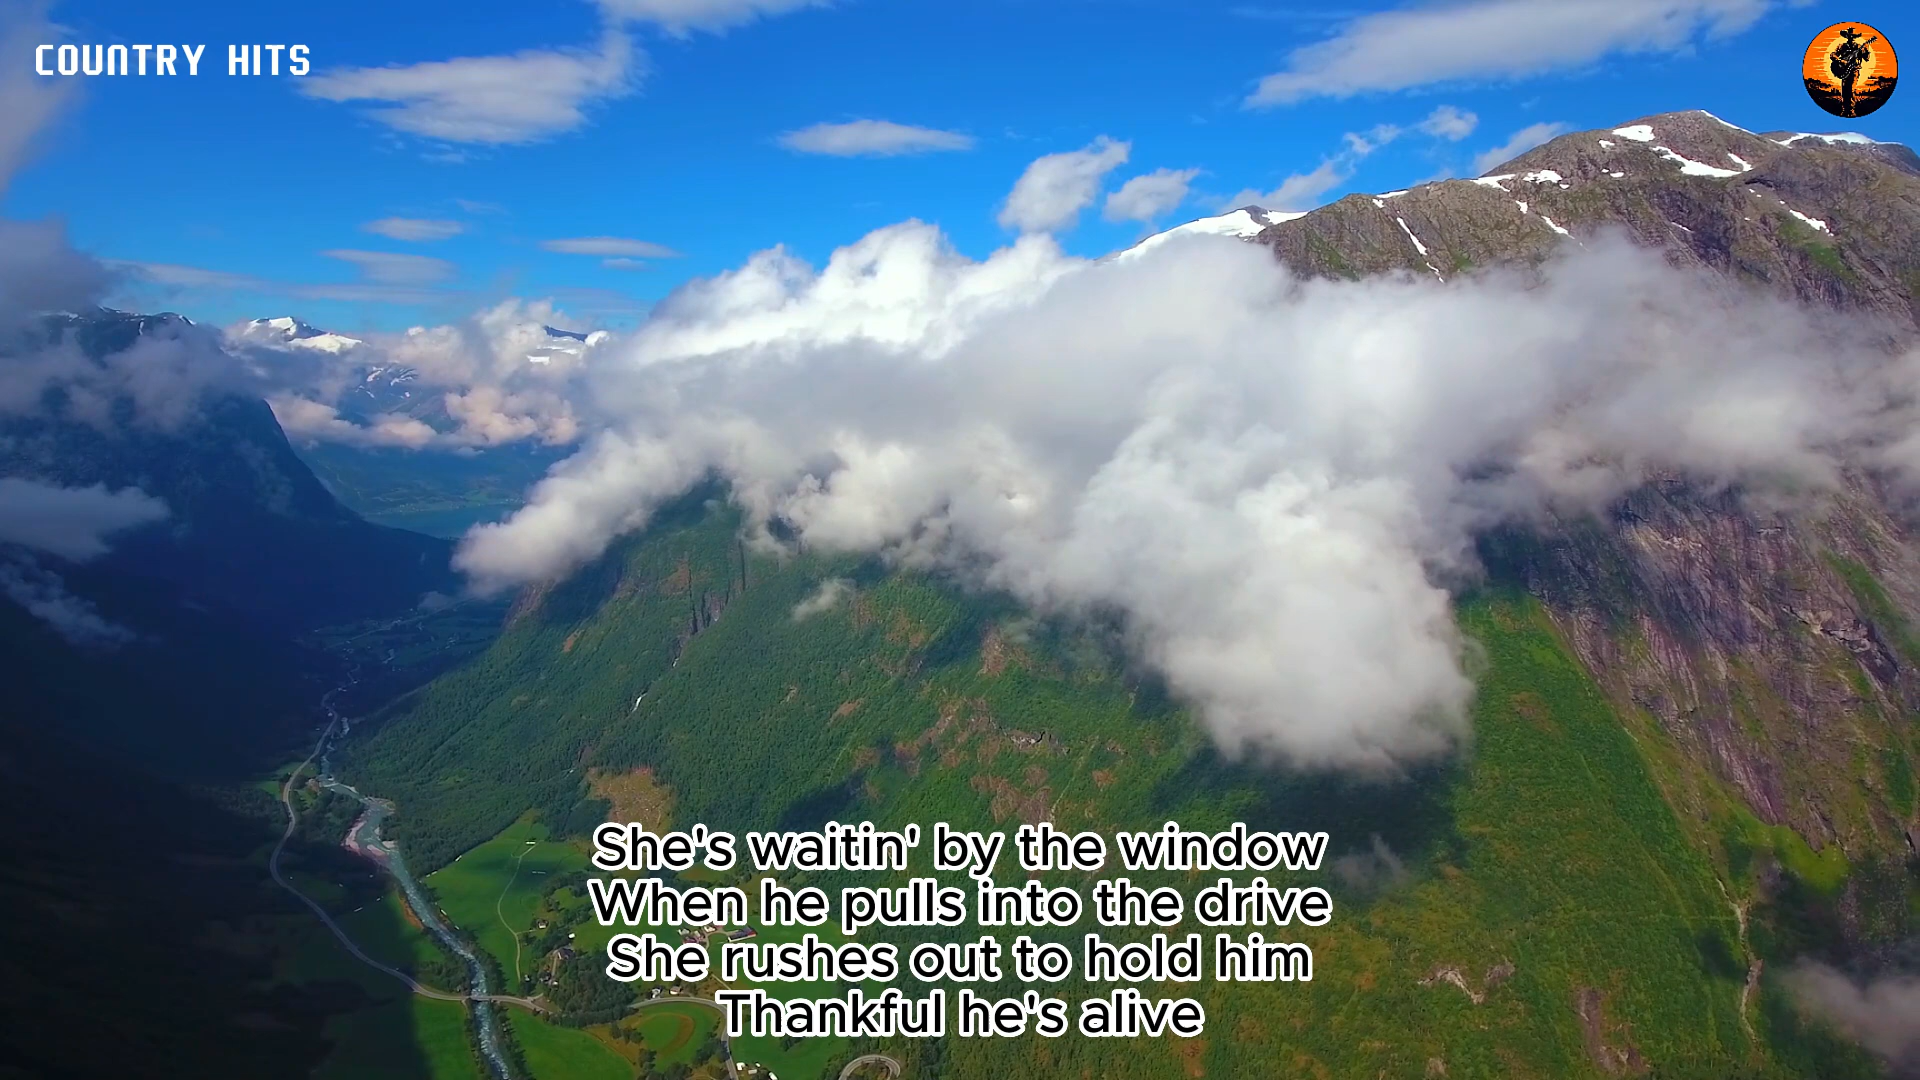 COUNTRY HITS
She's waitin' by the window
When he pulls into the drive
She rushes out to hold him
Thankful he's alive